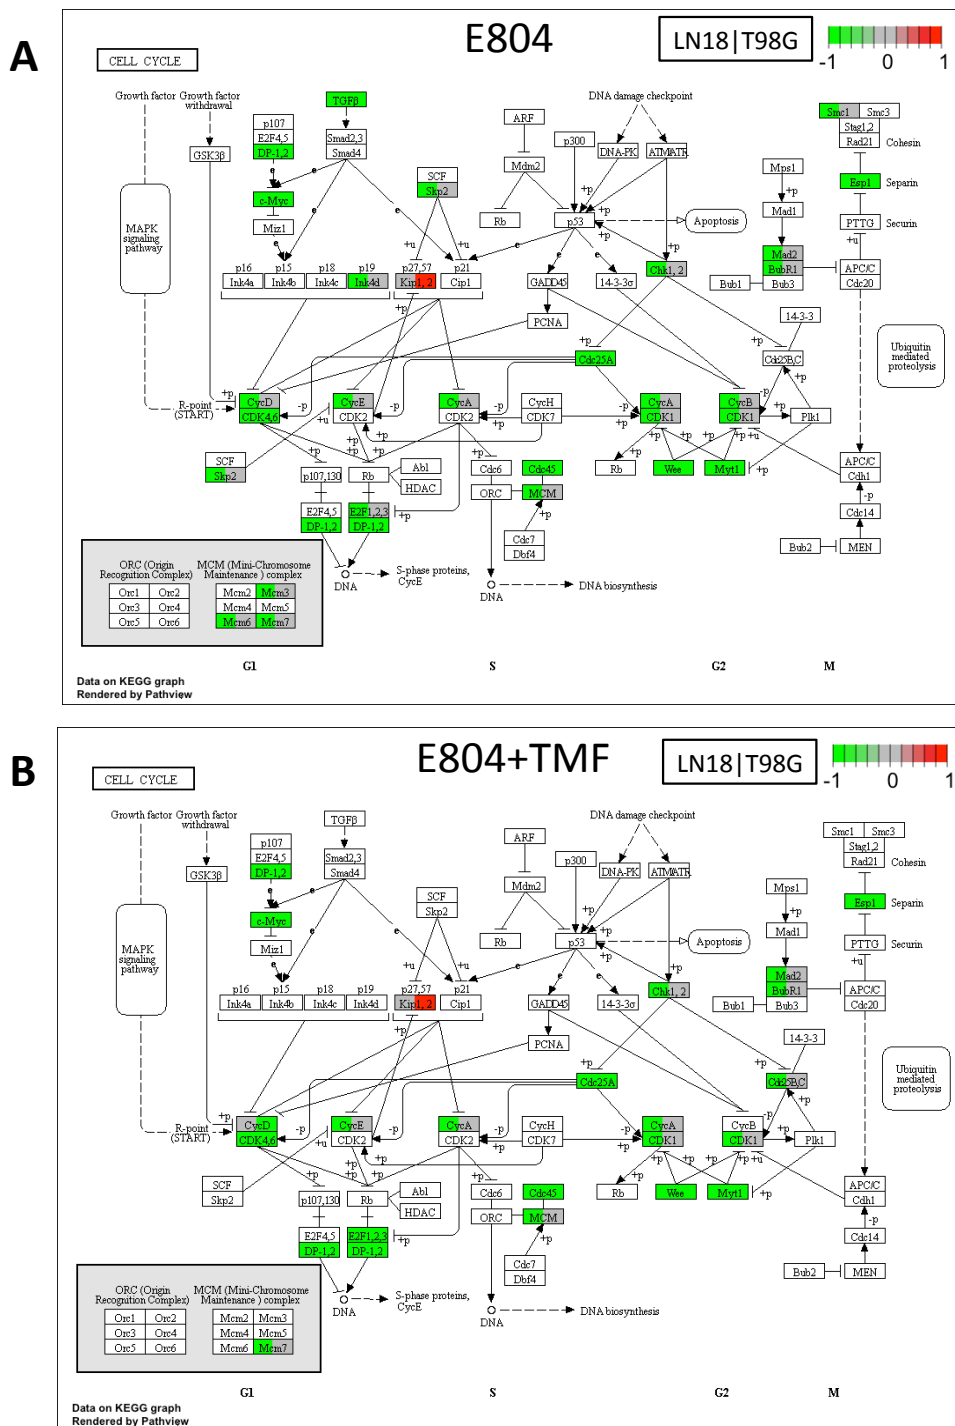 A
E804
LN18|T98G
-1 0 1
CELL CYCLE
Growth factor
Growth factor
withdrawal
p107
E2F4,5
DP-1,2
TGFβ
Smad2,3
Smad4
GSK3β
c-Myc
Miz1
MAPK
signaling
pathway
SCF
Skp2
ARF
Mdm2
Rb
p300
DNA damage checkpoint
DNA-PK
ATM/ATR
p53
Apoptosis
Mps1
Mad1
Mad2
BubR1
Bub1
Bub3
Smc1
Smc3
Stag1,2
Rad21
Cohesin
Esp1
Separin
PTTG
Securin
APC/C
Cdc20
p16
Ink4a
p15
Ink4b
p18
Ink4c
p19
Ink4d
p27,57
Kip1, 2
p21
Cip1
GADD45
14-3-3σ
Chk1, 2
PCNA
14-3-3
Cdc25A
Cdc25B,C
Ubiquitin
mediated
proteolysis
R-point
(START)
CycD
CDK4,6
CycE
CDK2
CycA
CDK2
CycH
CDK7
CycA
CDK1
CycB
CDK1
Plk1
SCF
Skp2
p107,130
Rb
Abl
HDAC
Cdc6
ORC
Cdc45
MCM
Rb
Wee
Myt1
APC/C
Cdh1
Cdc14
E2F4,5
DP-1,2
E2F1,2,3
DP-1,2
Cdc7
Dbf4
Bub2
MEN
DNA
S-phase proteins,
CycE
DNA
DNA biosynthesis
ORC (Origin
Recognition Complex)
MCM (Mini-Chromosome
Maintenance ) complex
Orc1 Orc2 Mcm2 Mcm3
Orc3 Orc4 Mcm4 Mcm5
Orc5 Orc6 Mcm6 Mcm7
G1 S G2 M
Data on KEGG graph
Rendered by Pathview
B
E804+TMF
LN18|T98G
-1 0 1
CELL CYCLE
Growth factor
Growth factor
withdrawal
p107
E2F4,5
DP-1,2
TGFβ
Smad2,3
Smad4
GSK3β
c-Myc
Miz1
MAPK
signaling
pathway
SCF
Skp2
ARF
Mdm2
Rb
p300
DNA damage checkpoint
DNA-PK
ATM/ATR
p53
Apoptosis
Mps1
Mad1
Mad2
BubR1
Bub1
Bub3
Smc1
Smc3
Stag1,2
Rad21
Cohesin
Esp1
Separin
PTTG
Securin
APC/C
Cdc20
p16
Ink4a
p15
Ink4b
p18
Ink4c
p19
Ink4d
p27,57
Kip1, 2
p21
Cip1
GADD45
14-3-3σ
Chk1, 2
PCNA
14-3-3
Cdc25A
Cdc25B,C
Ubiquitin
mediated
proteolysis
R-point
(START)
CycD
CDK4,6
CycE
CDK2
CycA
CDK2
CycH
CDK7
CycA
CDK1
CycB
CDK1
Plk1
SCF
Skp2
p107,130
Rb
Abl
HDAC
Cdc6
ORC
Cdc45
MCM
Rb
Wee
Myt1
APC/C
Cdh1
Cdc14
E2F4,5
DP-1,2
E2F1,2,3
DP-1,2
Cdc7
Dbf4
Bub2
MEN
DNA
S-phase proteins,
CycE
DNA
DNA biosynthesis
ORC (Origin
Recognition Complex)
MCM (Mini-Chromosome
Maintenance ) complex
Orc1 Orc2 Mcm2 Mcm3
Orc3 Orc4 Mcm4 Mcm5
Orc5 Orc6 Mcm6 Mcm7
G1 S G2 M
Data on KEGG graph
Rendered by Pathview